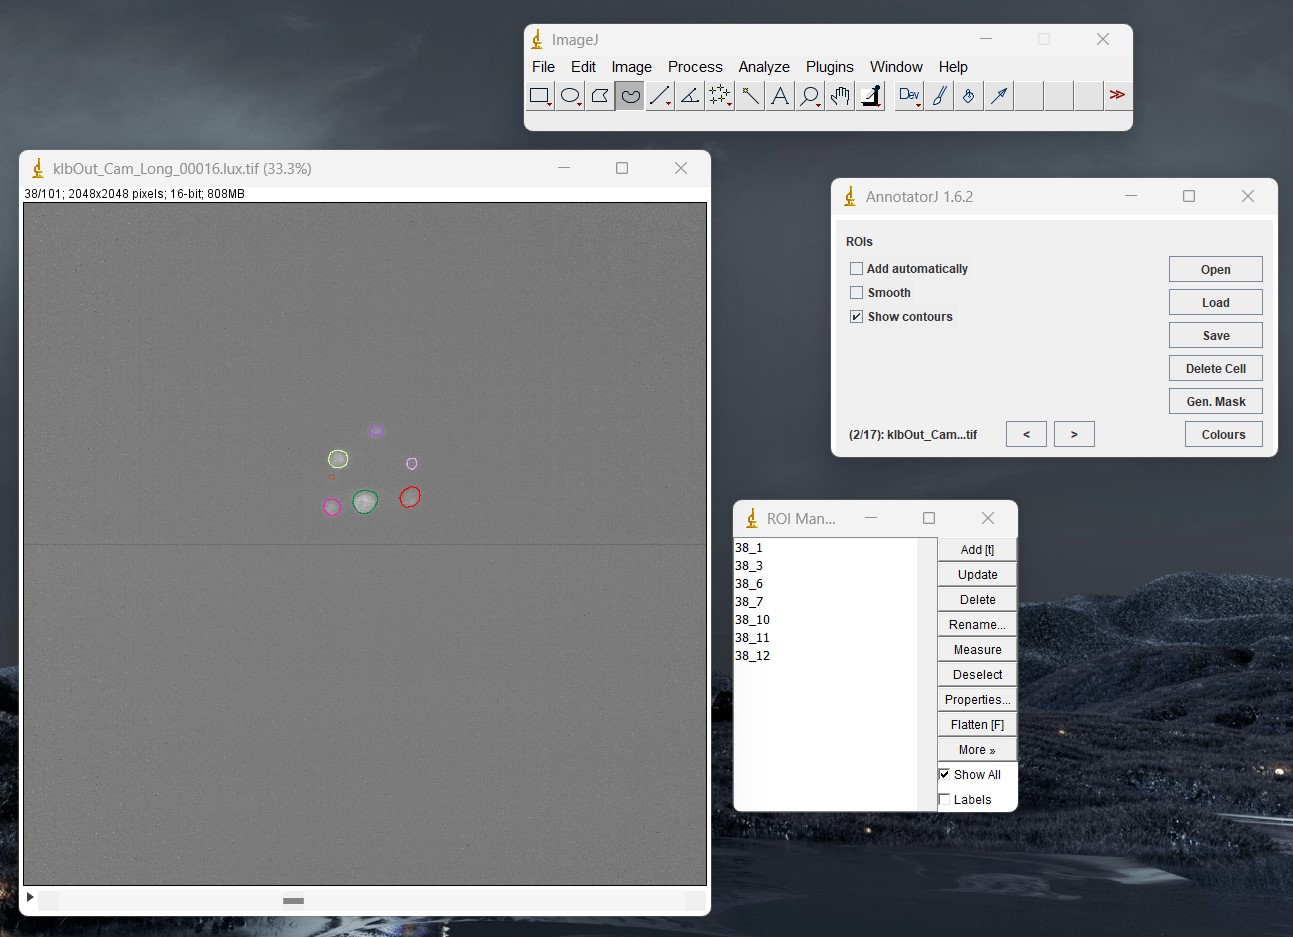 ImageJ
File Edit Image Process Analyze Plugins Window Help
Dev
klbOut_Cam_Long_00016.lux.tif (33.3%)
38/101; 2048x2048 pixels; 16-bit; 808MB
AnnotatorJ 1.6.2
ROIs
Add automatically
Smooth
Show contours
Open
Load
Save
Delete Cell
Gen. Mask
(2/17): klbOut_Cam...tif
<
>
Colours
ROI Man...
38_1
38_3
38_6
38_7
38_10
38_11
38_12
Add [t]
Update
Delete
Rename...
Measure
Deselect
Properties...
Flatten [F]
More »
Show All
Labels